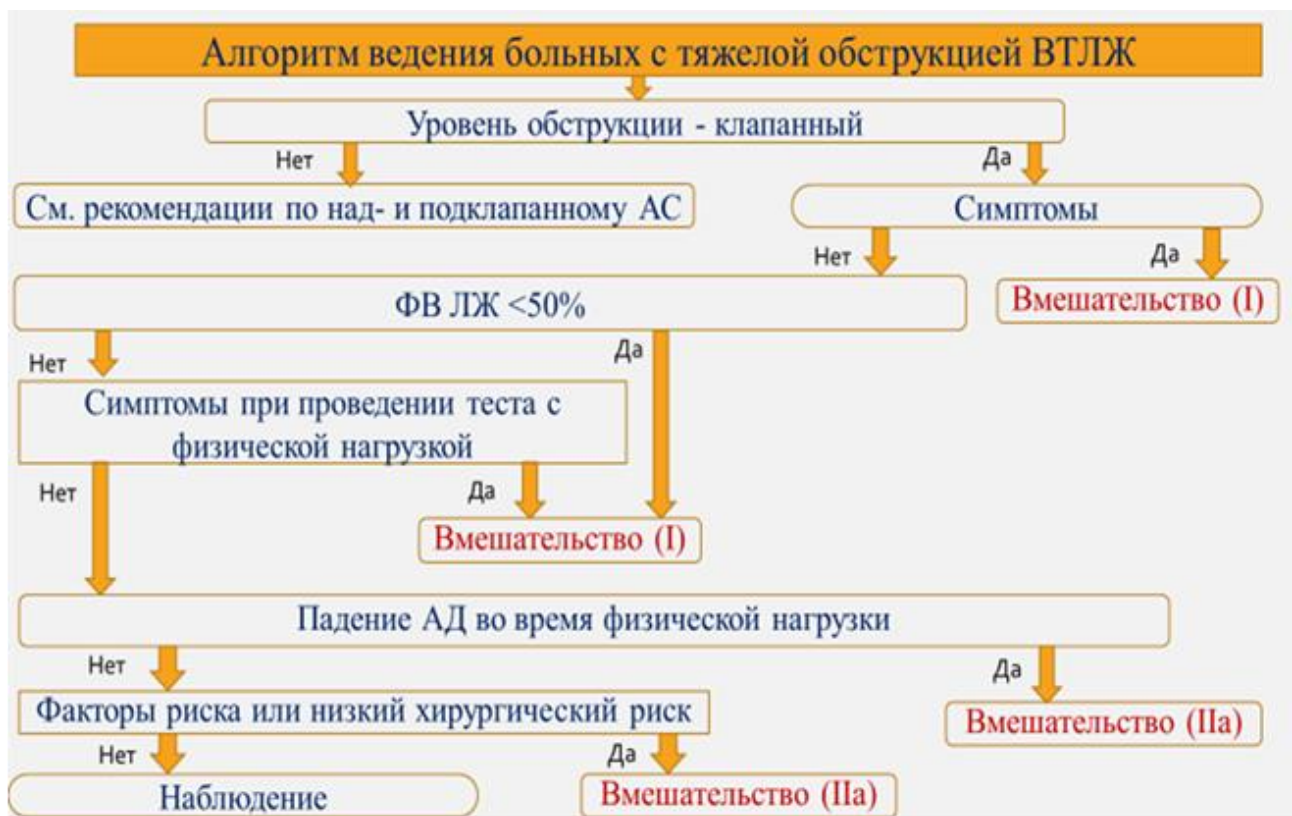 Алгоритм ведения больных с тяжелой обструкцией ВТЛЖ
Уровень обструкции - клапанный
Нет
Да
См. рекомендации по над- и подклапанному АС
Симптомы
Нет
Да
ФВ ЛЖ <50%
Вмешательство (I)
Нет
Да
Симптомы при проведении теста с
физической нагрузкой
Нет
Да
Вмешательство (I)
Падение АД во время физической нагрузки
Нет
Да
Факторы риска или низкий хирургический риск
Вмешательство (IIa)
Нет
Да
Наблюдение
Вмешательство (IIa)